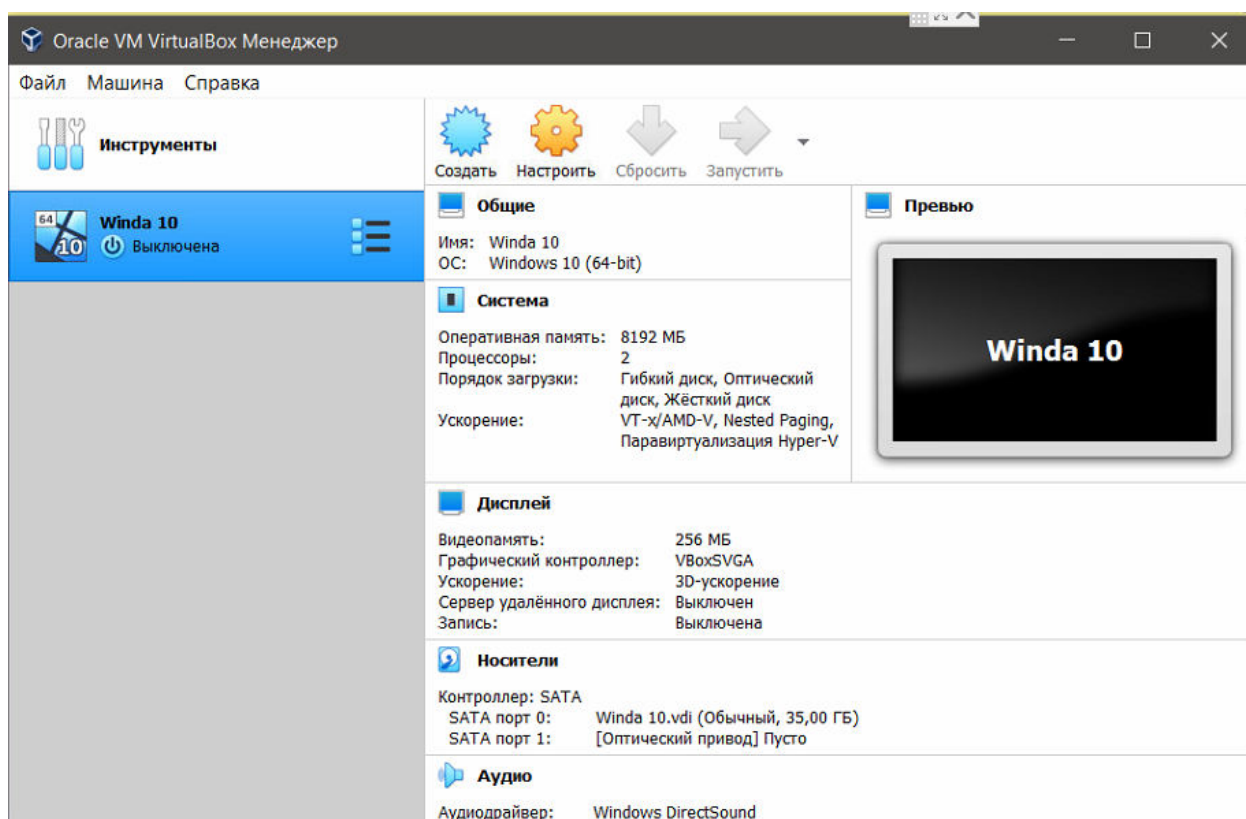 Oracle VM VirtualBox Менеджер
Файл Машина Справка
Инструменты
Создать Настроить Сбросить Запустить
64
10
Winda 10
Выключена
Общие
Имя: Winda 10
ОС: Windows 10 (64-bit)
Система
Оперативная память: 8192 МБ
Процессоры: 2
Порядок загрузки: Гибкий диск, Оптический
диск, Жёсткий диск
Ускорение: VT-x/AMD-V, Nested Paging,
Паравиртуализация Hyper-V
Превью
Winda 10
Дисплей
Видеопамять: 256 МБ
Графический контроллер: VBoxSVGA
Ускорение: 3D-ускорение
Сервер удалённого дисплея: Выключен
Запись: Выключена
Носители
Контроллер: SATA
SATA порт 0: Winda 10.vdi (Обычный, 35,00 ГБ)
SATA порт 1: [Оптический привод] Пусто
Аудио
Аудиодрайвер: Windows DirectSound